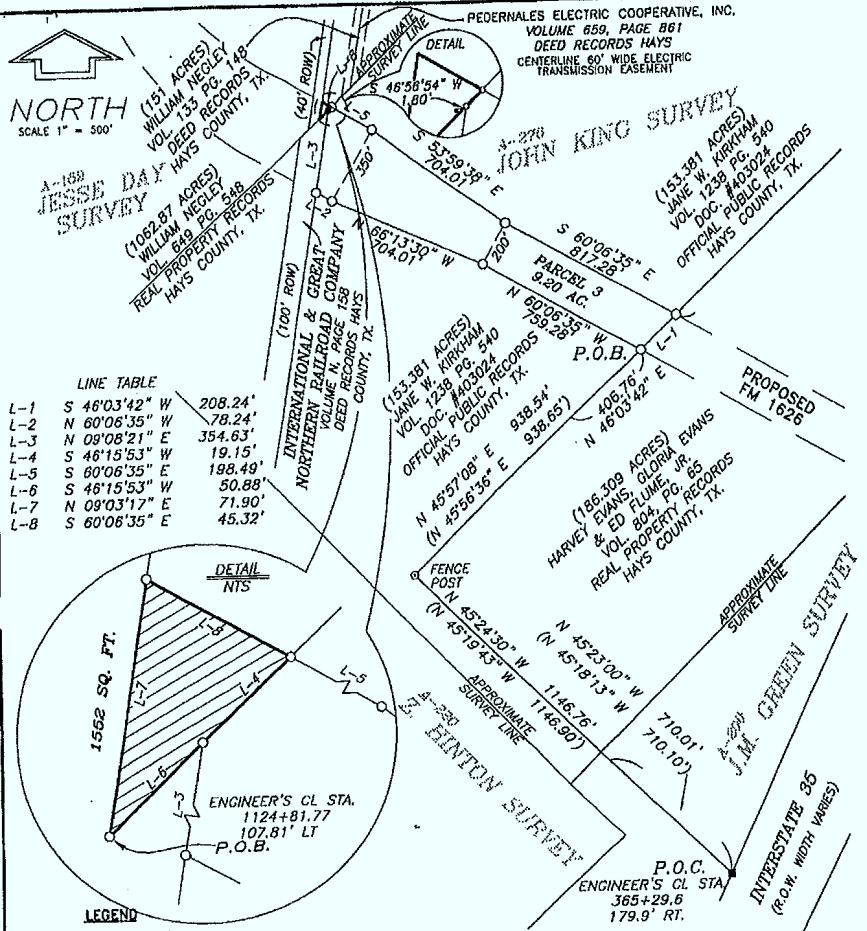 PEDERNALES ELECTRIC COOPERATIVE, INC.
VOLUME 659, PAGE 861
DEED RECORDS HAYS
CENTERLINE 60' WIDE ELECTRIC
TRANSMISSION EASEMENT
NORTH
SCALE 1" = 500'
(151 ACRES)
WILLIAM NEGLEY
VOL. 133 PG. 148
DEED RECORDS
HAYS COUNTY, TX.
(40' ROW)
L-8
APPROXIMATE
SURVEY LINE
DETAIL
S 46'56'54" W
1.80'
A-159
JESSE DAY
SURVEY
(1062.87 ACRES)
WILLIAM NEGLEY
VOL. 649 PG. 548
REAL PROPERTY RECORDS
HAYS COUNTY, TX.
L-3
L-5
350'
L-2
S 53'59'38" E
704.01'
A-270
JOHN KING SURVEY
(153.381 ACRES)
JANE W. KIRKHAM
VOL. 1238 PG. 540
DOC. #403024
OFFICIAL PUBLIC RECORDS
HAYS COUNTY, TX.
N 66'13'30" W
704.01
200'
S 60'06'35" E
817.28'
PARCEL 3
9.20 AC.
N 60'06'35" W
759.28'
P.O.B.
L-1
PROPOSED
FM 1626
(100' ROW)
INTERNATIONAL & GREAT-
NORTHERN RAILROAD COMPANY
VOLUME N, PAGE 158
DEED RECORDS HAYS
COUNTY, TX.
(153.381 ACRES)
JANE W. KIRKHAM
VOL. 1238 PG. 540
DOC. #403024
OFFICIAL PUBLIC RECORDS
HAYS COUNTY, TX.
406.76'
N 46'03'42" E
N 45'57'08" E 938.54'
(N 45'56'36" E 938.65')
(186.309 ACRES)
HARVEY EVANS, GLORIA EVANS
& ED FLUME, JR.
VOL. 804, PG. 65
REAL PROPERTY RECORDS
HAYS COUNTY, TX.
LINE TABLE
L-1 S 46'03'42" W 208.24'
L-2 N 60'06'35" W 78.24'
L-3 N 09'08'21" E 354.63'
L-4 S 46'15'53" W 19.15'
L-5 S 60'06'35" E 198.49'
L-6 S 46'15'53" W 50.88'
L-7 N 09'03'17" E 71.90'
L-8 S 60'06'35" E 45.32'
FENCE
POST
N 45'24'30" W 1146.76'
(N 45'19'43" W 1146.90')
APPROXIMATE
SURVEY LINE
N 45'23'00" W 710.01'
(N 45'18'13" W 710.10')
APPROXIMATE
SURVEY LINE
HINTON SURVEY
J.M. GREEN SURVEY
INTERSTATE 35
(R.O.W. WIDTH VARIES)
P.O.C.
ENGINEER'S CL STA.
365+29.6
179.9' RT.
DETAIL
NTS
L-8
L-7
L-4
L-5
L-6
L-3
1552 SQ. FT.
ENGINEER'S CL STA.
1124+81.77
107.81' LT
P.O.B.
LEGEND